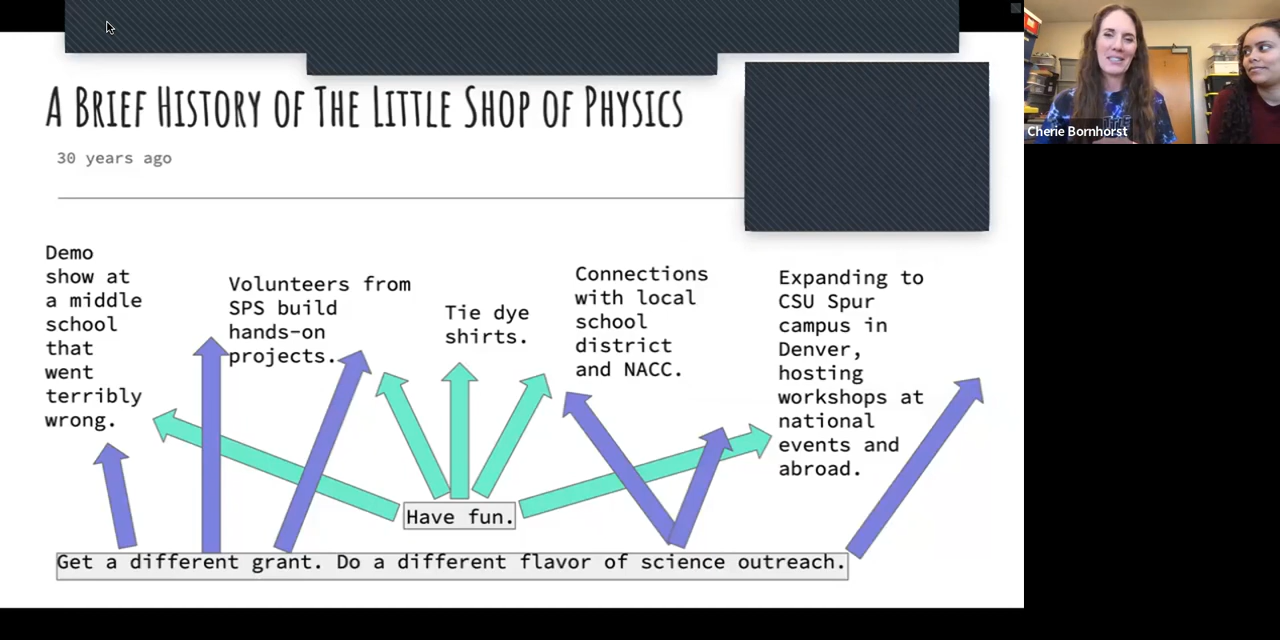 A Brief History of The Little Shop of Physics
30 years ago
Demo
show at
a middle
school
that
went
terribly
wrong.
Volunteers from
SPS build
hands-on
projects.
Tie dye
shirts.
Connections
with local
school
district
and NACC.
Expanding to
CSU Spur
campus in
Denver,
hosting
workshops at
national
events and
abroad.
Have fun.
Get a different grant. Do a different flavor of science outreach.
Cherie Bornhorst